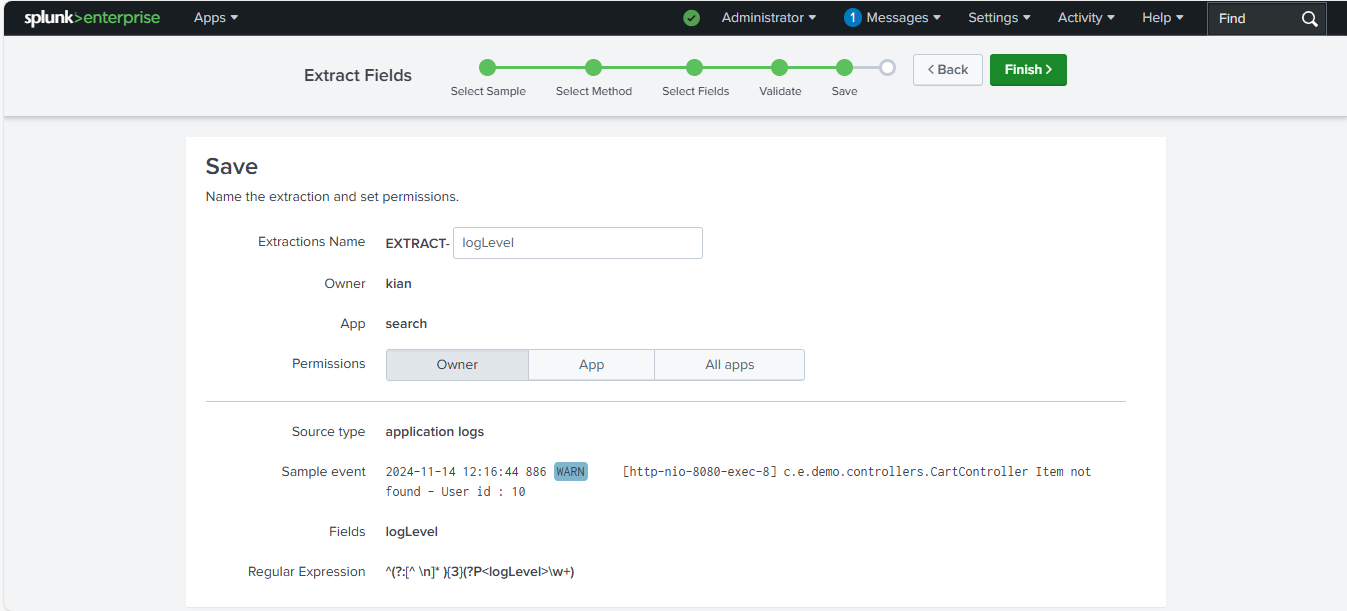 splunk>enterprise Apps Administrator 1 Messages Settings Activity Help Find
Extract Fields
Select Sample Select Method Select Fields Validate Save
< Back Finish >
Save
Name the extraction and set permissions.
Extractions Name EXTRACT- logLevel
Owner kian
App search
Permissions Owner App All apps
Source type application logs
Sample event 2024-11-14 12:16:44 886 WARN [http-nio-8080-exec-8] c.e.demo.controllers.CartController Item not
found - User id : 10
Fields logLevel
Regular Expression ^(?:[^ \n]* ){3}(?P<logLevel>\w+)